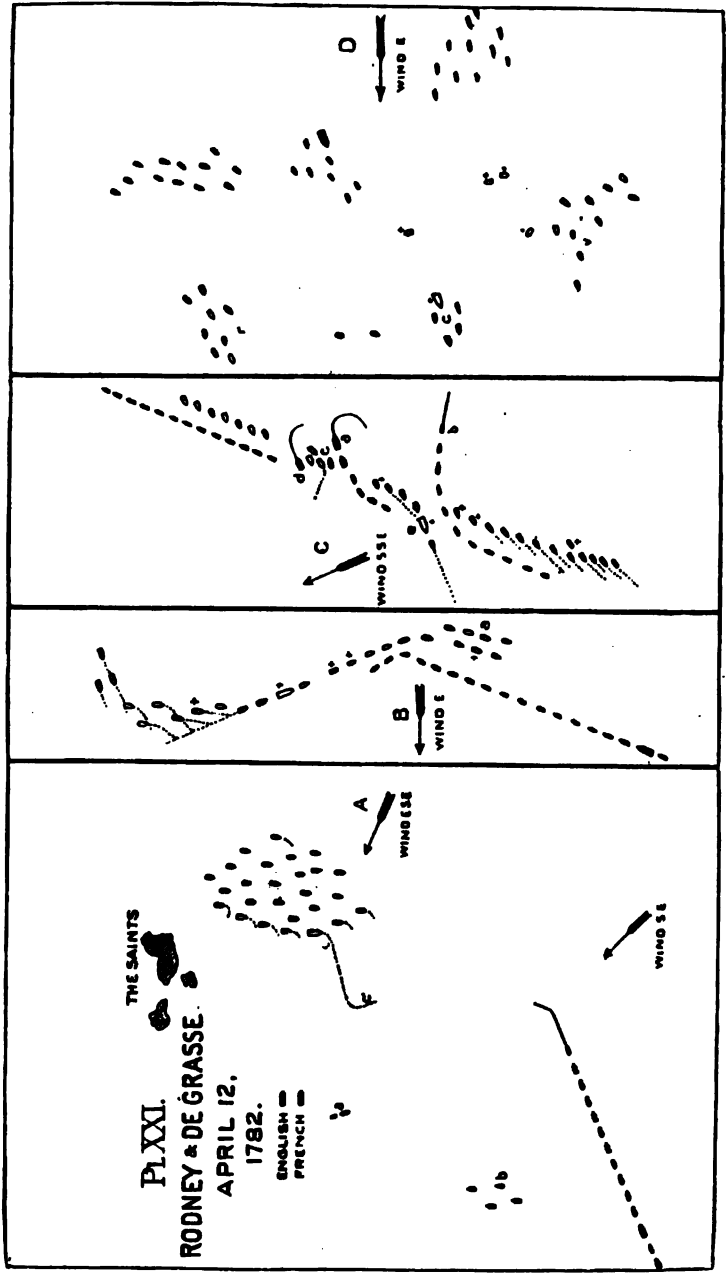 THE SAINTS
PL XXI.
RODNEY & DE GRASSE.
APRIL 12,
1782.
ENGLISH
FRENCH
a
b
F
A
WIND ESE
WIND SE
B
WIND E
a
C
WIND SSE
d
c
a
e
b
D
WIND E
c